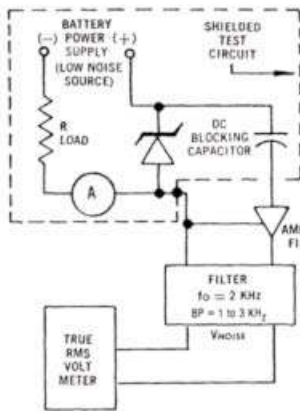 BATTERY
(-) POWER (+)
SUPPLY
(LOW NOISE
SOURCE)
SHIELDED
TEST
CIRCUIT
R
LOAD
DC
BLOCKING
CAPACITOR
A
FILTER
fo = 2 KHz
BP = 1 to 3 KHz
VNOISE
TRUE
RMS
VOLT
METER